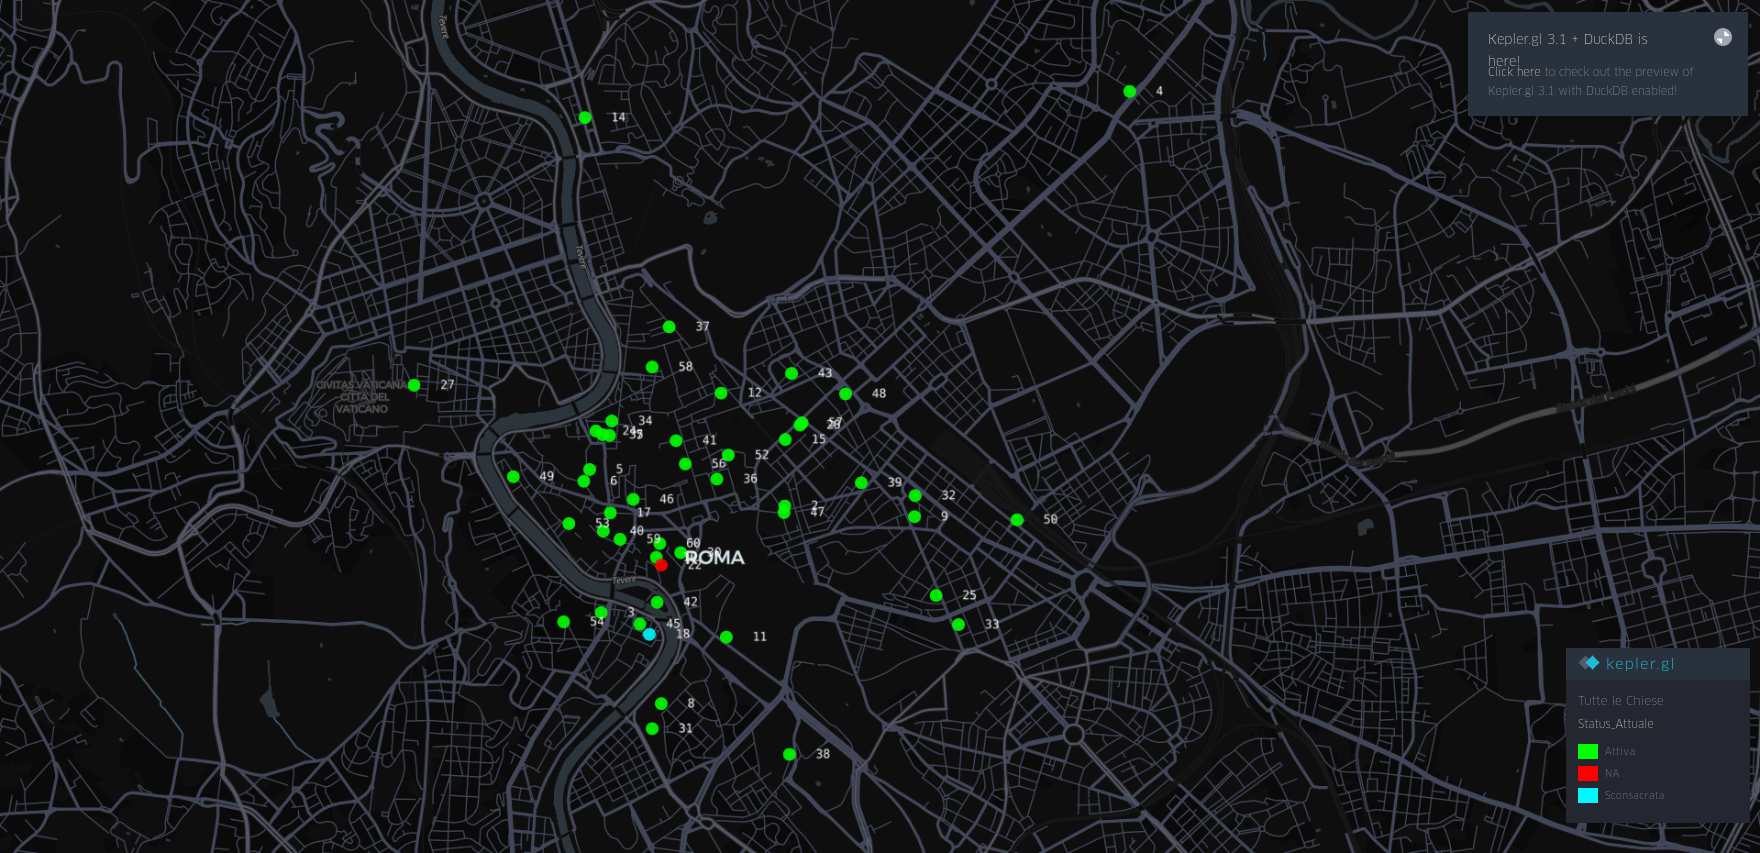 Tevere
Kepler.gl 3.1 + DuckDB is
here!
Click here to check out the preview of
Kepler.gl 3.1 with DuckDB enabled!
4
14
Tevere
37
58
43
CIVITAS VATICANA
CITTÀ DEL
VATICANO
27
12
48
34
24
41
15
52
56
49
5
6
36
39
46
32
2
47
17
9
50
53
40
59
60
ROMA
22
Tevere
42
25
3
54
45
18
33
11
8
31
38
kepler.gl
Tutte le Chiese
Status_Attuale
Attiva
NA
Sconsacrata